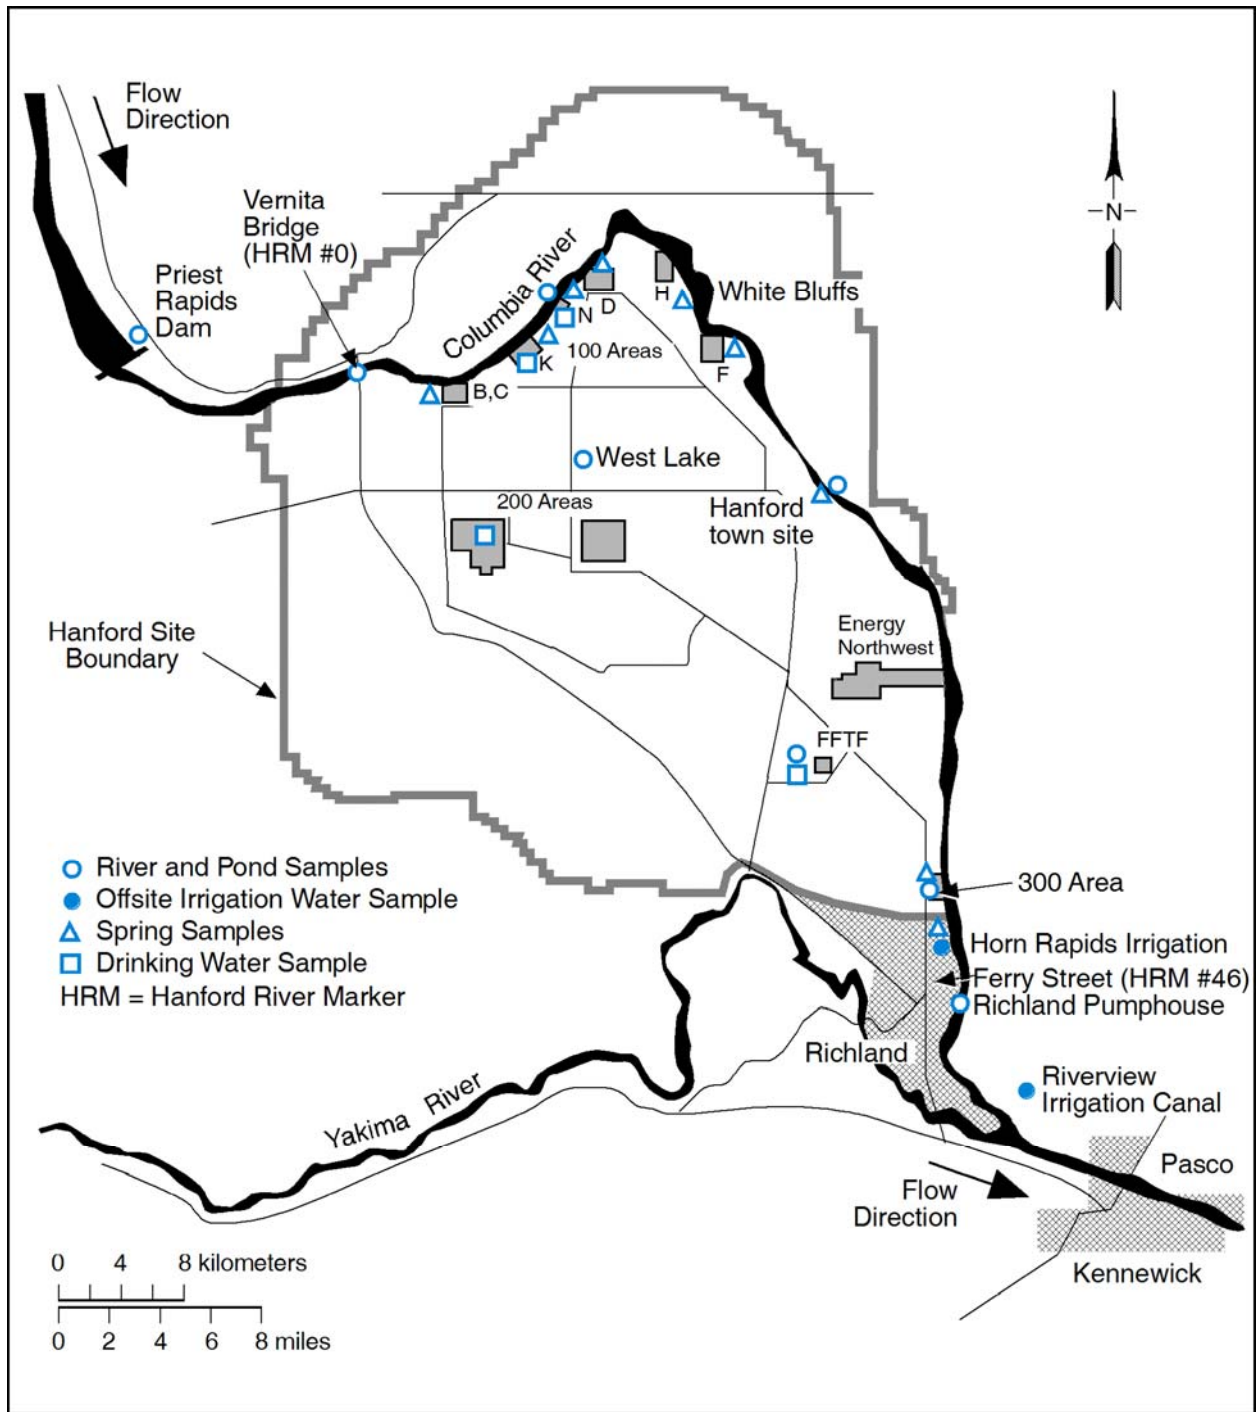 Flow
Direction
Vernita
Bridge
(HRM #0)
N
Priest
Rapids
Dam
Columbia River
White Bluffs
D
H
N
K
100 Areas
F
B,C
West Lake
200 Areas
Hanford
town site
Energy
Northwest
Hanford Site
Boundary
FFTF
River and Pond Samples
Offsite Irrigation Water Sample
Spring Samples
Drinking Water Sample
HRM = Hanford River Marker
300 Area
Horn Rapids Irrigation
Ferry Street (HRM #46)
Richland Pumphouse
Richland
Riverview
Irrigation Canal
Yakima River
Pasco
Flow
Direction
Kennewick
0 4 8 kilometers
0 2 4 6 8 miles